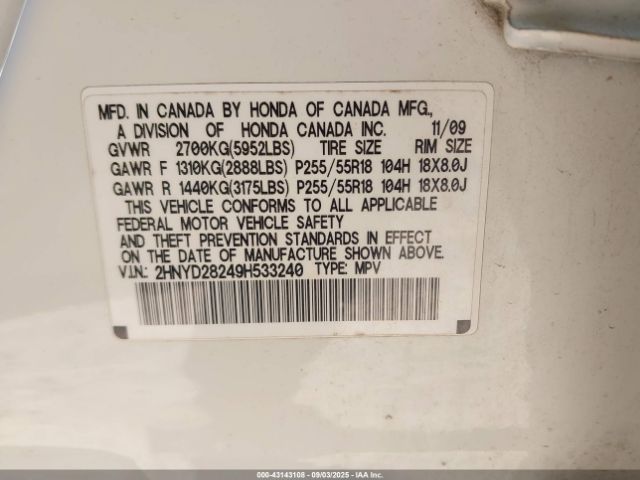 MFD. IN CANADA BY HONDA OF CANADA MFG.,
A DIVISION OF HONDA CANADA INC. 11/09
GVWR 2700KG(5952LBS) TIRE SIZE RIM SIZE
GAWR F 1310KG(2888LBS) P255/55R18 104H 18X8.0J
GAWR R 1440KG(3175LBS) P255/55R18 104H 18X8.0J
THIS VEHICLE CONFORMS TO ALL APPLICABLE
FEDERAL MOTOR VEHICLE SAFETY
AND THEFT PREVENTION STANDARDS IN EFFECT
ON THE DATE OF MANUFACTURE SHOWN ABOVE.
V.I.N.: 2HNYD28249H533240 TYPE: MPV
000-43143108 - 09/03/2025 - IAA Inc.